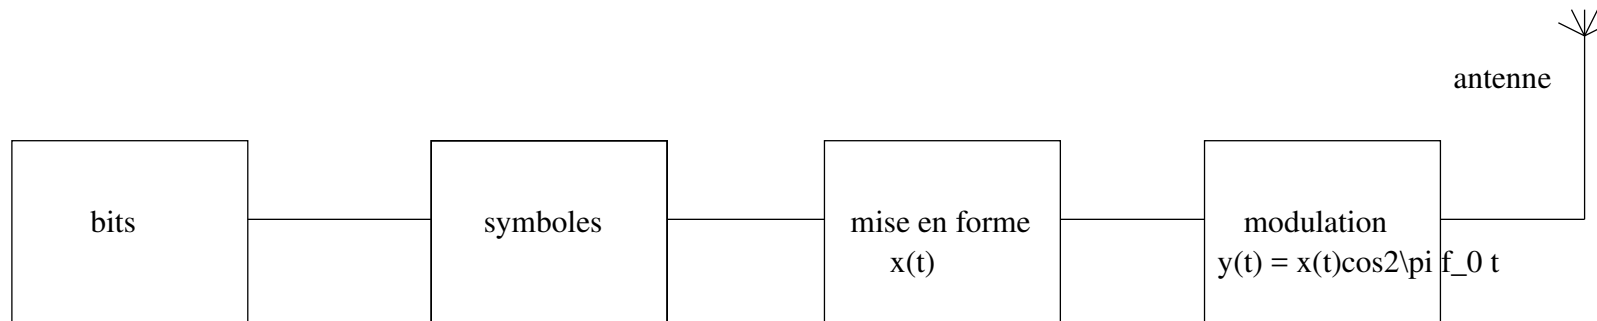 antenne
bits
symboles
mise en forme
x(t)
modulation
y(t) = x(t)cos2\pi f_0 t